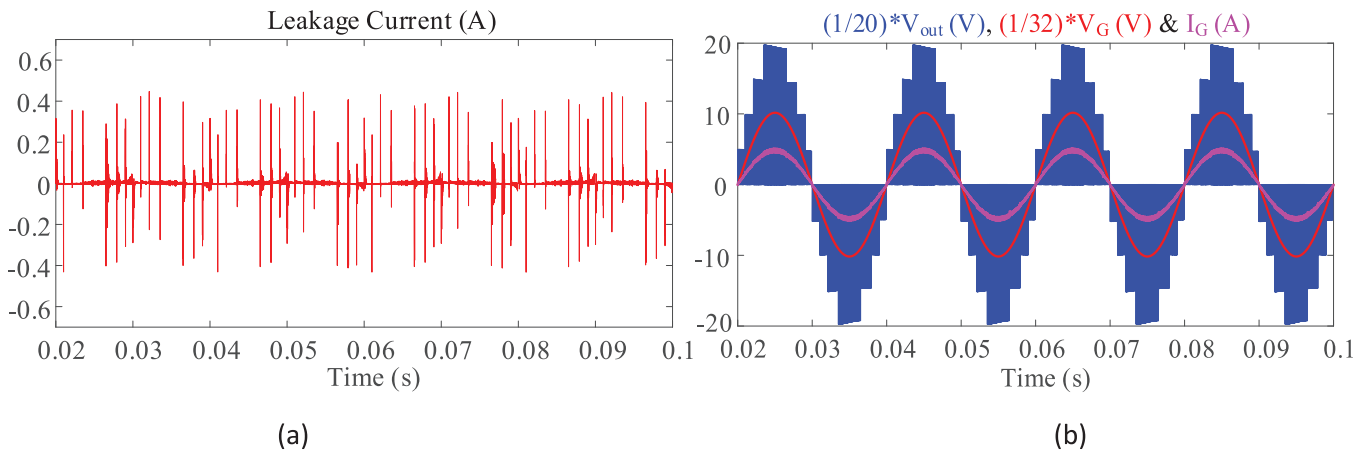 Leakage Current (A)
0.6
0.4
0.2
0
-0.2
-0.4
-0.6
0.02 0.03 0.04 0.05 0.06 0.07 0.08 0.09 0.1
Time (s)
(a)
(1/20)*Vout (V), (1/32)*VG (V) & IG (A)
20
10
0
-10
-20
0.02 0.03 0.04 0.05 0.06 0.07 0.08 0.09 0.1
Time (s)
(b)